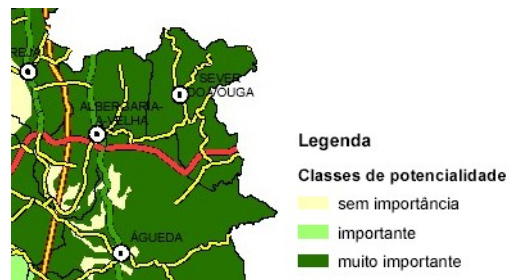 REJA
SEVER
DO VOUGA
ALBERGARIA-
A-VELHA
ÁGUEDA
Legenda
Classes de potencialidade
sem importância
importante
muito importante